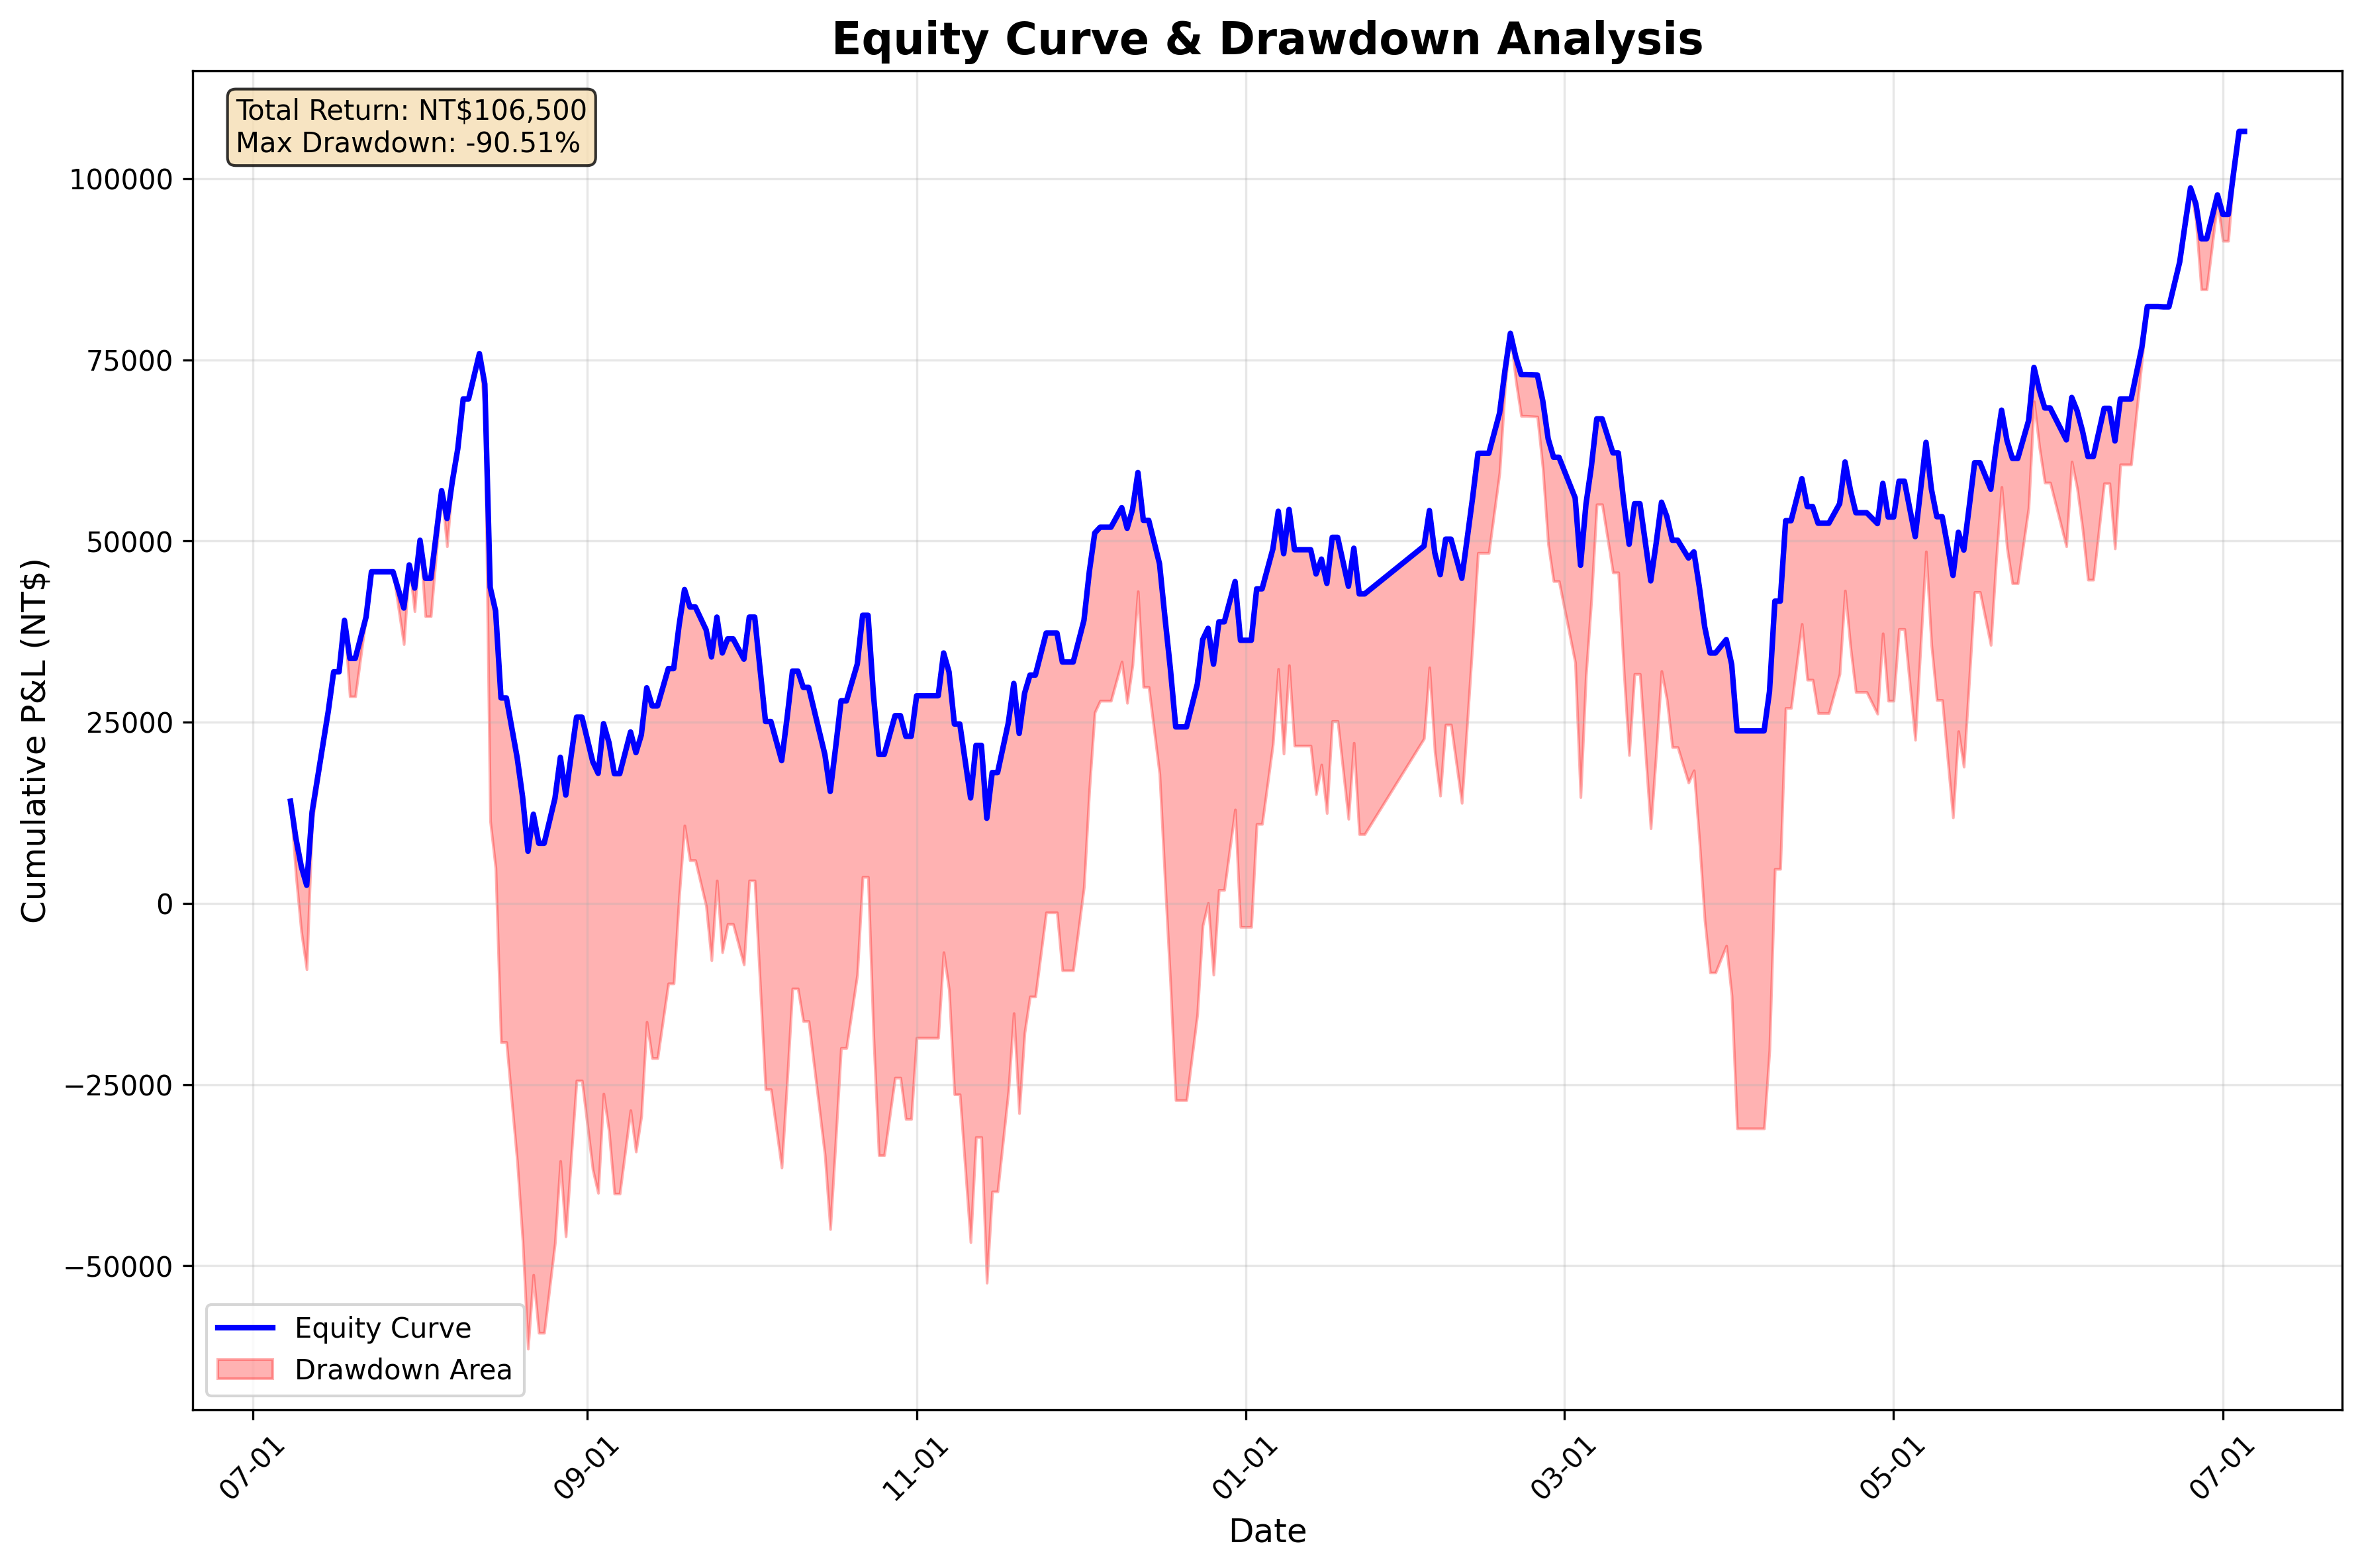 Equity Curve & Drawdown Analysis
Total Return: NT$106,500
Max Drawdown: -90.51%
100000
75000
50000
25000
0
−25000
−50000
Cumulative P&L (NT$)
Equity Curve
Drawdown Area
07-01
09-01
11-01
01-01
03-01
05-01
07-01
Date